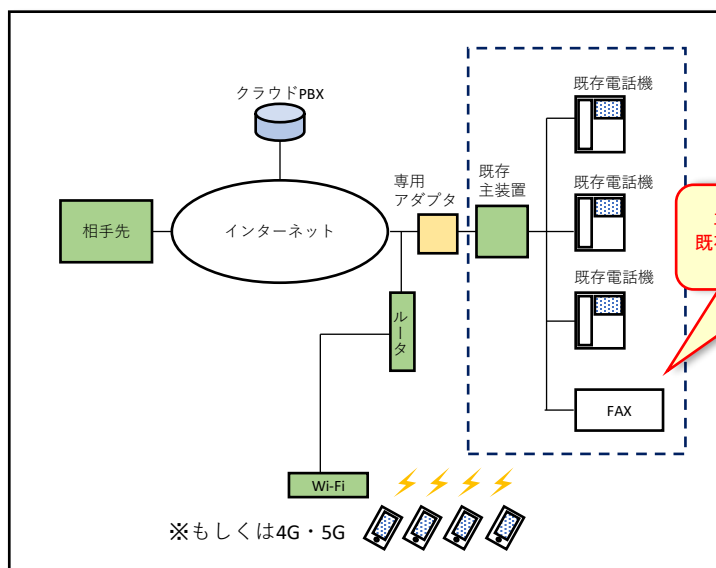 クラウドPBX
既存電話機
専用
アダプタ
既存
主装置
相手先
インターネット
既存電話機
既存電話機
ルータ
FAX
Wi-Fi
※もしくは4G・5G